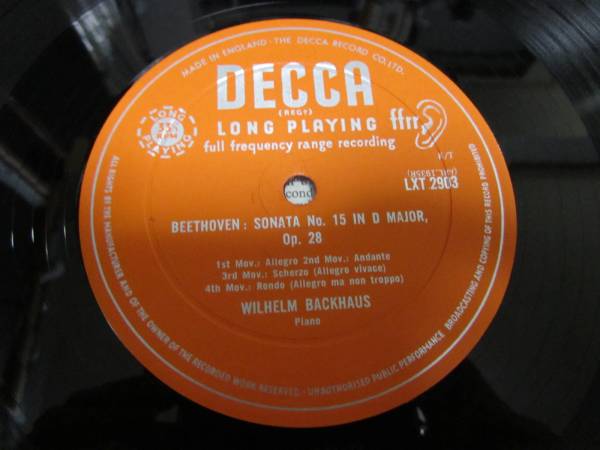 MADE IN ENGLAND · THE DECCA RECORD CO. LTD.
DECCA
(REGD)
LONG PLAYING ffrr
full frequency range recording
LONG PLAYING
33⅓ RPM
LXT 2903
cond
BEETHOVEN : SONATA No. 15 IN D MAJOR,
Op. 28
1st Mov.: Allegro 2nd Mov.: Andante
3rd Mov.: Scherzo (Allegro vivace)
4th Mov.: Rondo (Allegro ma non troppo)
WILHELM BACKHAUS
Piano
ALL RIGHTS OF THE MANUFACTURER AND OF THE OWNER OF THE RECORDED WORK RESERVED. · UNAUTHORISED PUBLIC PERFORMANCE BROADCASTING AND COPYING OF THIS RECORD PROHIBITED